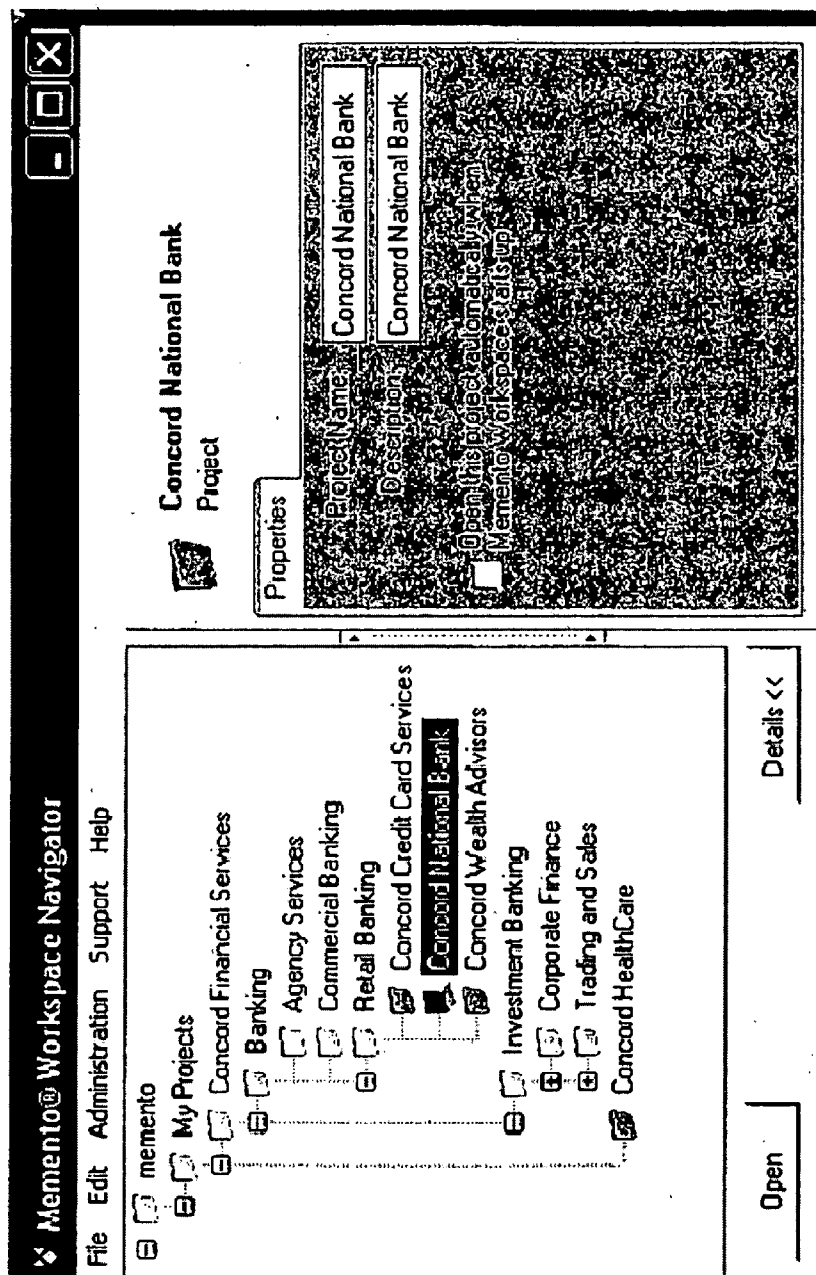 Memento® Workspace Navigator
File Edit Administration Support Help
memento
My Projects
Concord Financial Services
Banking
Agency Services
Commercial Banking
Retail Banking
Concord Credit Card Services
Concord National Bank
Concord Wealth Advisors
Investment Banking
Corporate Finance
Trading and Sales
Concord HealthCare
Open
Details <<
Concord National Bank
Project
Properties
Project Name: Concord National Bank
Description: Concord National Bank
Open this project automatically when
Memento Workspace starts up